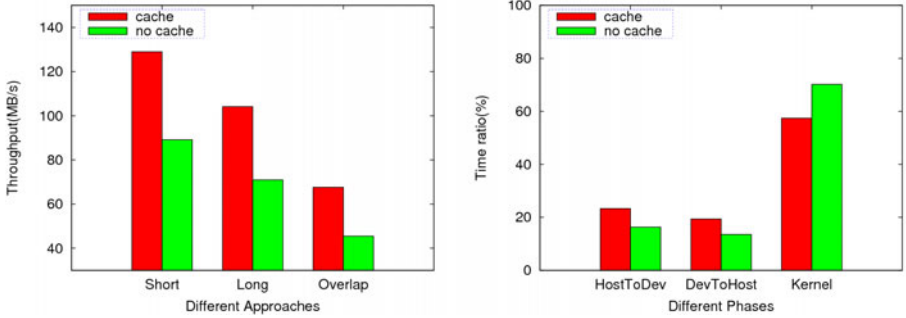 cache
no cache
140
120
100
80
60
40
Throughput(MB/s)
Short Long Overlap
Different Approaches
cache
no cache
100
80
60
40
20
0
Time ratio(%)
HostToDev DevToHost Kernel
Different Phases